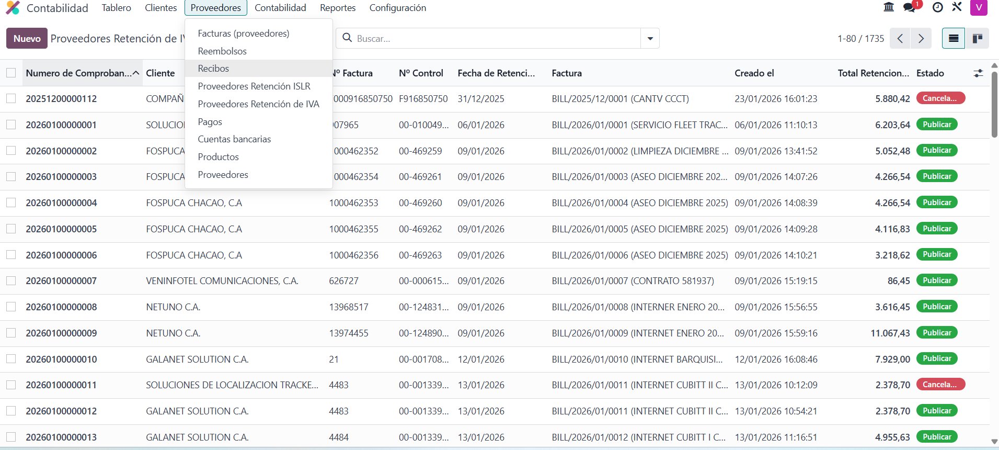 Contabilidad Tablero Clientes Proveedores Contabilidad Reportes Configuración 1 V
Nuevo Proveedores Retención de IV Buscar... 1-80 / 1735
Facturas (proveedores)
Reembolsos
Recibos
Proveedores Retención ISLR
Proveedores Retención de IVA
Pagos
Cuentas bancarias
Productos
Proveedores
Numero de Comproban... Cliente Nº Factura Nº Control Fecha de Retenci... Factura Creado el Total Retencion... Estado
20251200000112 COMPAÑ 000916850750 F916850750 31/12/2025 BILL/2025/12/0001 (CANTV CCCT) 23/01/2026 16:01:23 5.880,42 Cancela...
20260100000001 SOLUCIO 07965 00-010049... 06/01/2026 BILL/2026/01/0001 (SERVICIO FLEET TRAC... 06/01/2026 11:10:13 6.203,64 Publicar
20260100000002 FOSPUCA 000462352 00-469259 09/01/2026 BILL/2026/01/0002 (LIMPIEZA DICIEMBRE ... 09/01/2026 13:41:52 5.052,48 Publicar
20260100000003 FOSPUCA 000462354 00-469261 09/01/2026 BILL/2026/01/0003 (ASEO DICIEMBRE 202... 09/01/2026 14:07:26 4.266,54 Publicar
20260100000004 FOSPUCA CHACAO, C.A 1000462353 00-469260 09/01/2026 BILL/2026/01/0004 (ASEO DICIEMBRE 2025) 09/01/2026 14:08:39 4.266,54 Publicar
20260100000005 FOSPUCA CHACAO, C.A 1000462355 00-469262 09/01/2026 BILL/2026/01/0005 (ASEO DICIEMBRE 2025) 09/01/2026 14:09:28 4.116,83 Publicar
20260100000006 FOSPUCA CHACAO, C.A 1000462356 00-469263 09/01/2026 BILL/2026/01/0006 (ASEO DICIEMBRE 2025) 09/01/2026 14:10:21 3.218,62 Publicar
20260100000007 VENINFOTEL COMUNICACIONES, C.A. 626727 00-000615... 09/01/2026 BILL/2026/01/0007 (CONTRATO 581937) 09/01/2026 15:19:15 86,45 Publicar
20260100000008 NETUNO C.A. 13968517 00-124831... 09/01/2026 BILL/2026/01/0008 (INTERNER ENERO 20... 09/01/2026 15:56:55 3.616,45 Publicar
20260100000009 NETUNO C.A. 13974455 00-124890... 09/01/2026 BILL/2026/01/0009 (INTERNET ENERO 20... 09/01/2026 15:59:16 11.067,43 Publicar
20260100000010 GALANET SOLUTION C.A. 21 00-001708... 12/01/2026 BILL/2026/01/0010 (INTERNET BARQUISI... 12/01/2026 16:08:46 7.929,00 Publicar
20260100000011 SOLUCIONES DE LOCALIZACION TRACKE... 4483 00-001339... 13/01/2026 BILL/2026/01/0011 (INTERNET CUBITT II C... 13/01/2026 10:12:09 2.378,70 Cancela...
20260100000012 GALANET SOLUTION C.A. 4483 00-001339... 13/01/2026 BILL/2026/01/0011 (INTERNET CUBITT II C... 13/01/2026 10:54:21 2.378,70 Publicar
20260100000013 GALANET SOLUTION C.A. 4484 00-001339... 13/01/2026 BILL/2026/01/0012 (INTERNET CUBITT I C... 13/01/2026 11:16:51 4.955,63 Publicar